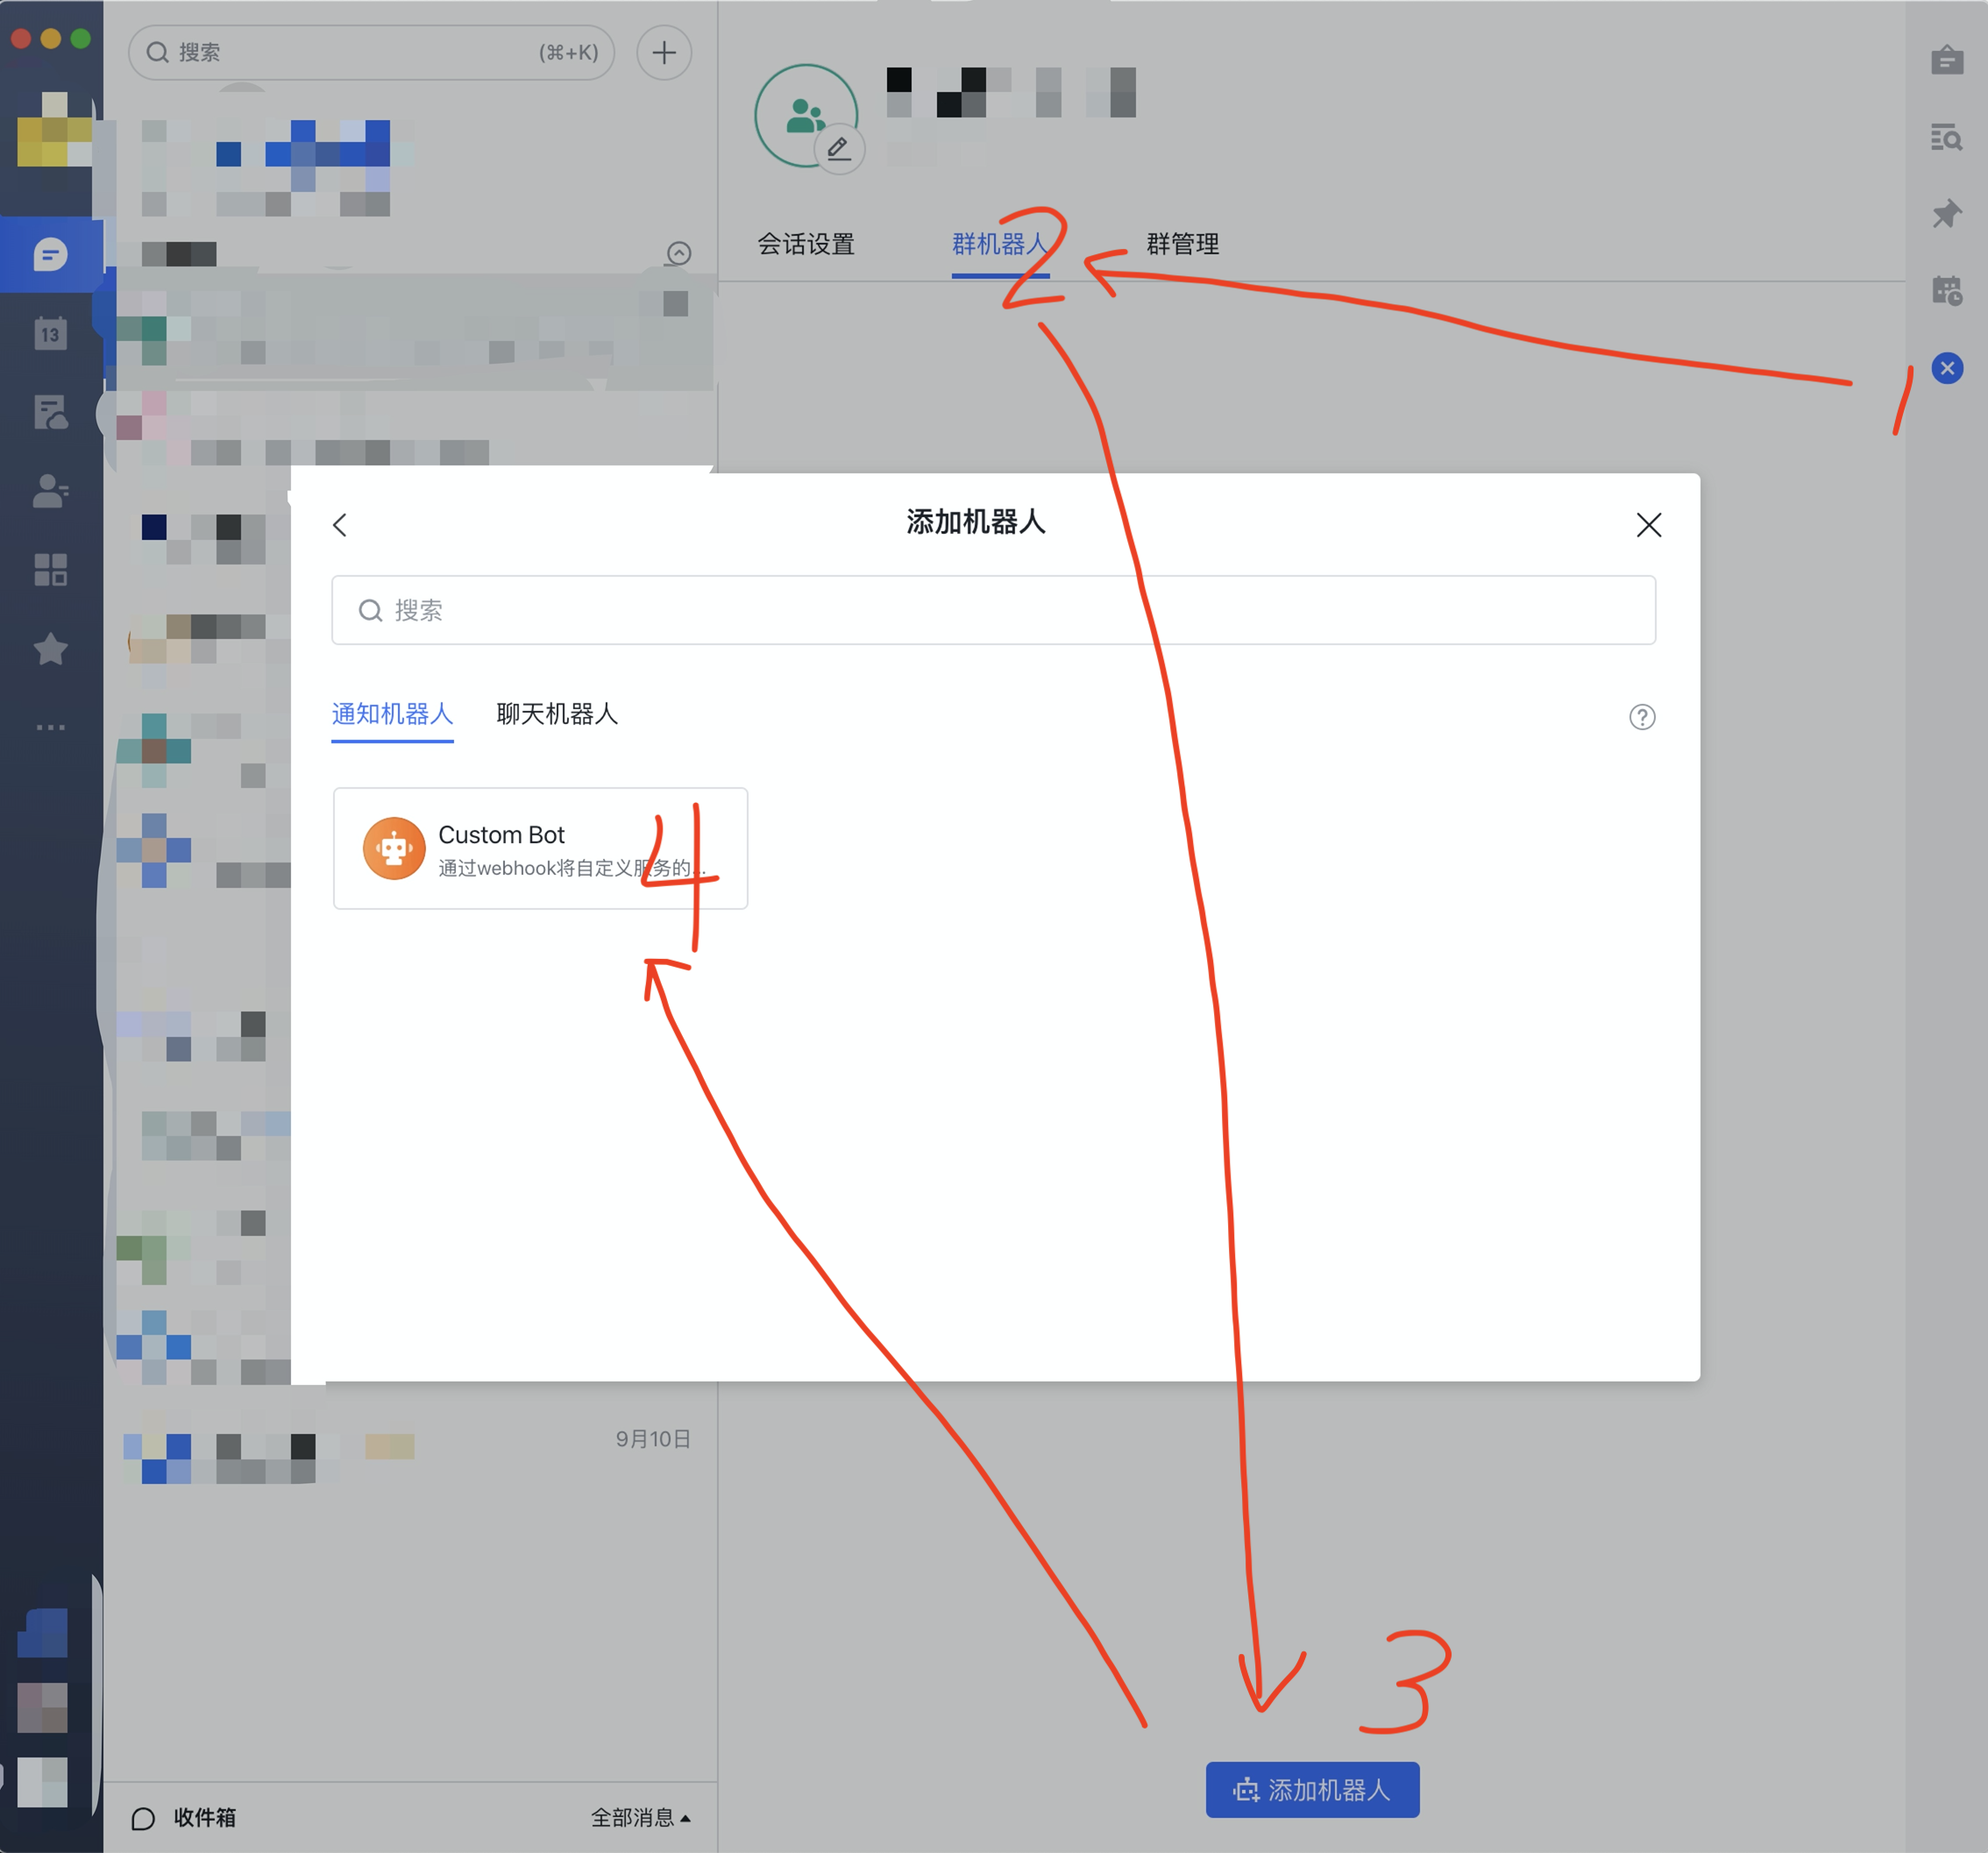 搜索 (⌘+K)
会话设置 群机器人 群管理
2
1
13
添加机器人
搜索
通知机器人 聊天机器人
?
Custom Bot
通过webhook将自定义服务的...
4
9月10日
3
添加机器人
收件箱 全部消息